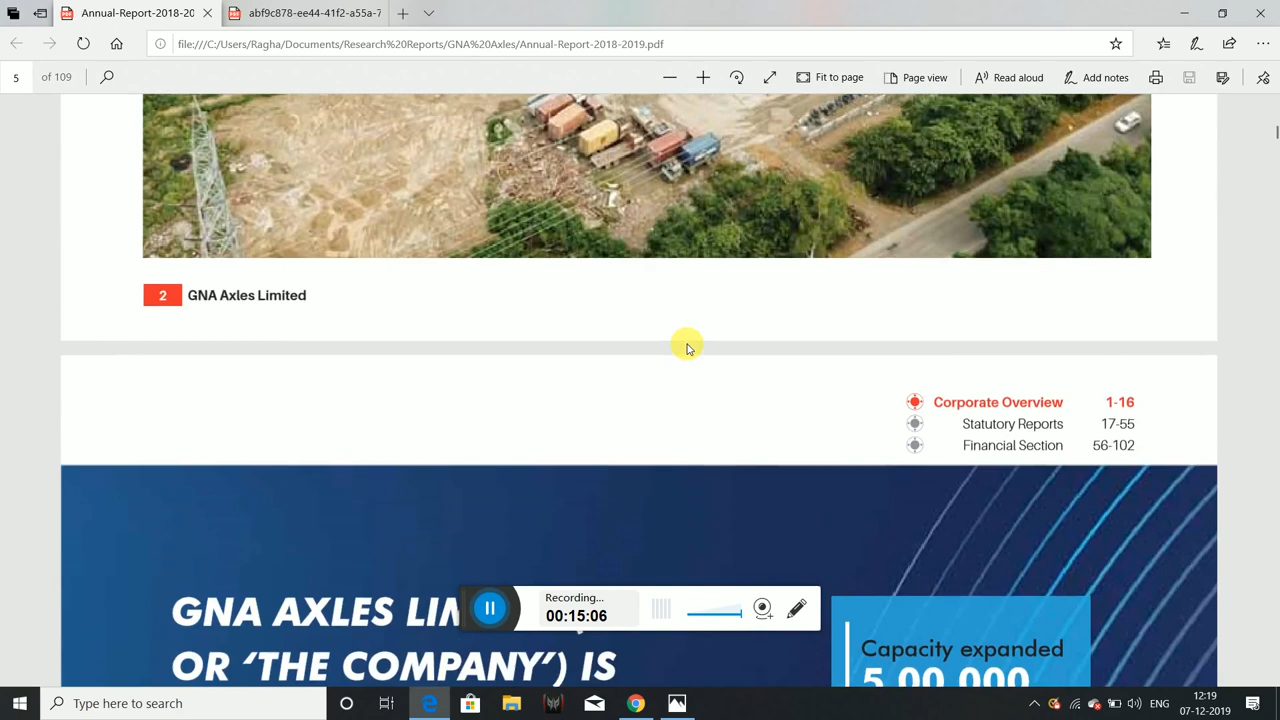 Annual-Report-2018-20
abf9c878-ee44-41f2-a55a-7
file:///C:/Users/Ragha/Documents/Research%20Reports/GNA%20Axles/Annual-Report-2018-2019.pdf
5 of 109
Fit to page
Page view
Read aloud
Add notes
2 GNA Axles Limited
Corporate Overview 1-16
Statutory Reports 17-55
Financial Section 56-102
GNA AXLES
OR ‘THE COMPANY’) IS
Capacity expanded
5,00,000
Recording...
00:15:06
Type here to search
ENG
12:19
07-12-2019